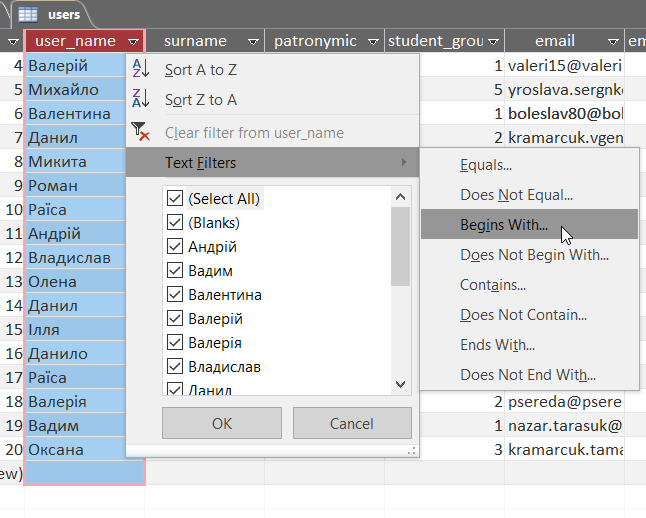 users
user_name surname patronymic student_grou email em
4 Валерій 1 valeri15@valeri
5 Михайло 5 yroslava.sergnk
6 Валентина 1 boleslav80@bol
7 Данил 2 kramarcuk.vgen
8 Микита
9 Роман
10 Раїса
11 Андрій
12 Владислав
13 Олена
14 Данил
15 Ілля
16 Данило
17 Раїса
18 Валерія 2 psereda@psere
19 Вадим 1 nazar.tarasuk@
20 Оксана 3 kramarcuk.tama
ew)
Sort A to Z
Sort Z to A
Clear filter from user_name
Text Filters
(Select All)
(Blanks)
Андрій
Вадим
Валентина
Валерій
Валерія
Владислав
Данил
OK Cancel
Equals...
Does Not Equal...
Begins With...
Does Not Begin With...
Contains...
Does Not Contain...
Ends With...
Does Not End With...